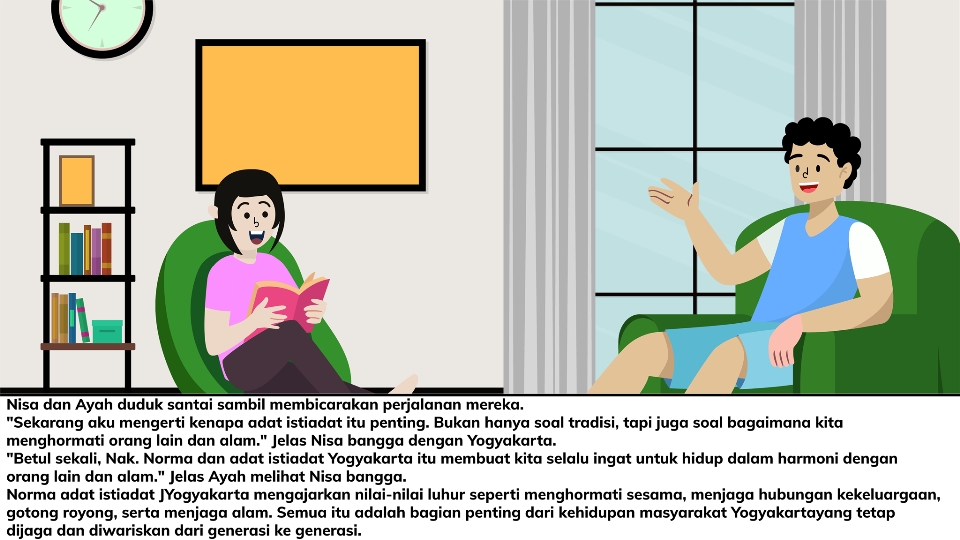 Nisa dan Ayah duduk santai sambil membicarakan perjalanan mereka.
"Sekarang aku mengerti kenapa adat istiadat itu penting. Bukan hanya soal tradisi, tapi juga soal bagaimana kita
menghormati orang lain dan alam." Jelas Nisa bangga dengan Yogyakarta.
"Betul sekali, Nak. Norma dan adat istiadat Yogyakarta itu membuat kita selalu ingat untuk hidup dalam harmoni dengan
orang lain dan alam." Jelas Ayah melihat Nisa bangga.
Norma adat istiadat JYogyakarta mengajarkan nilai-nilai luhur seperti menghormati sesama, menjaga hubungan kekeluargaan,
gotong royong, serta menjaga alam. Semua itu adalah bagian penting dari kehidupan masyarakat Yogyakartayang tetap
dijaga dan diwariskan dari generasi ke generasi.